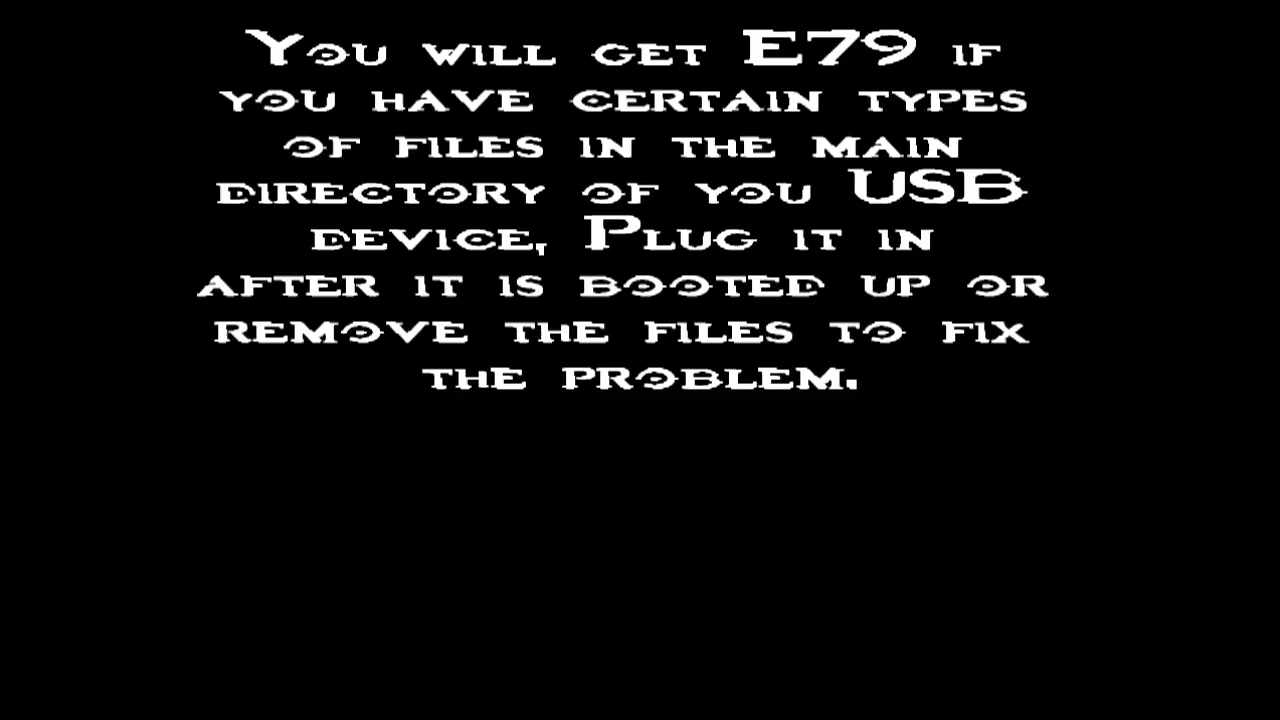 You will get E79 if
you have certain types
of files in the main
directory of you USB
device, Plug it in
after it is booted up or
remove the files to fix
the problem.